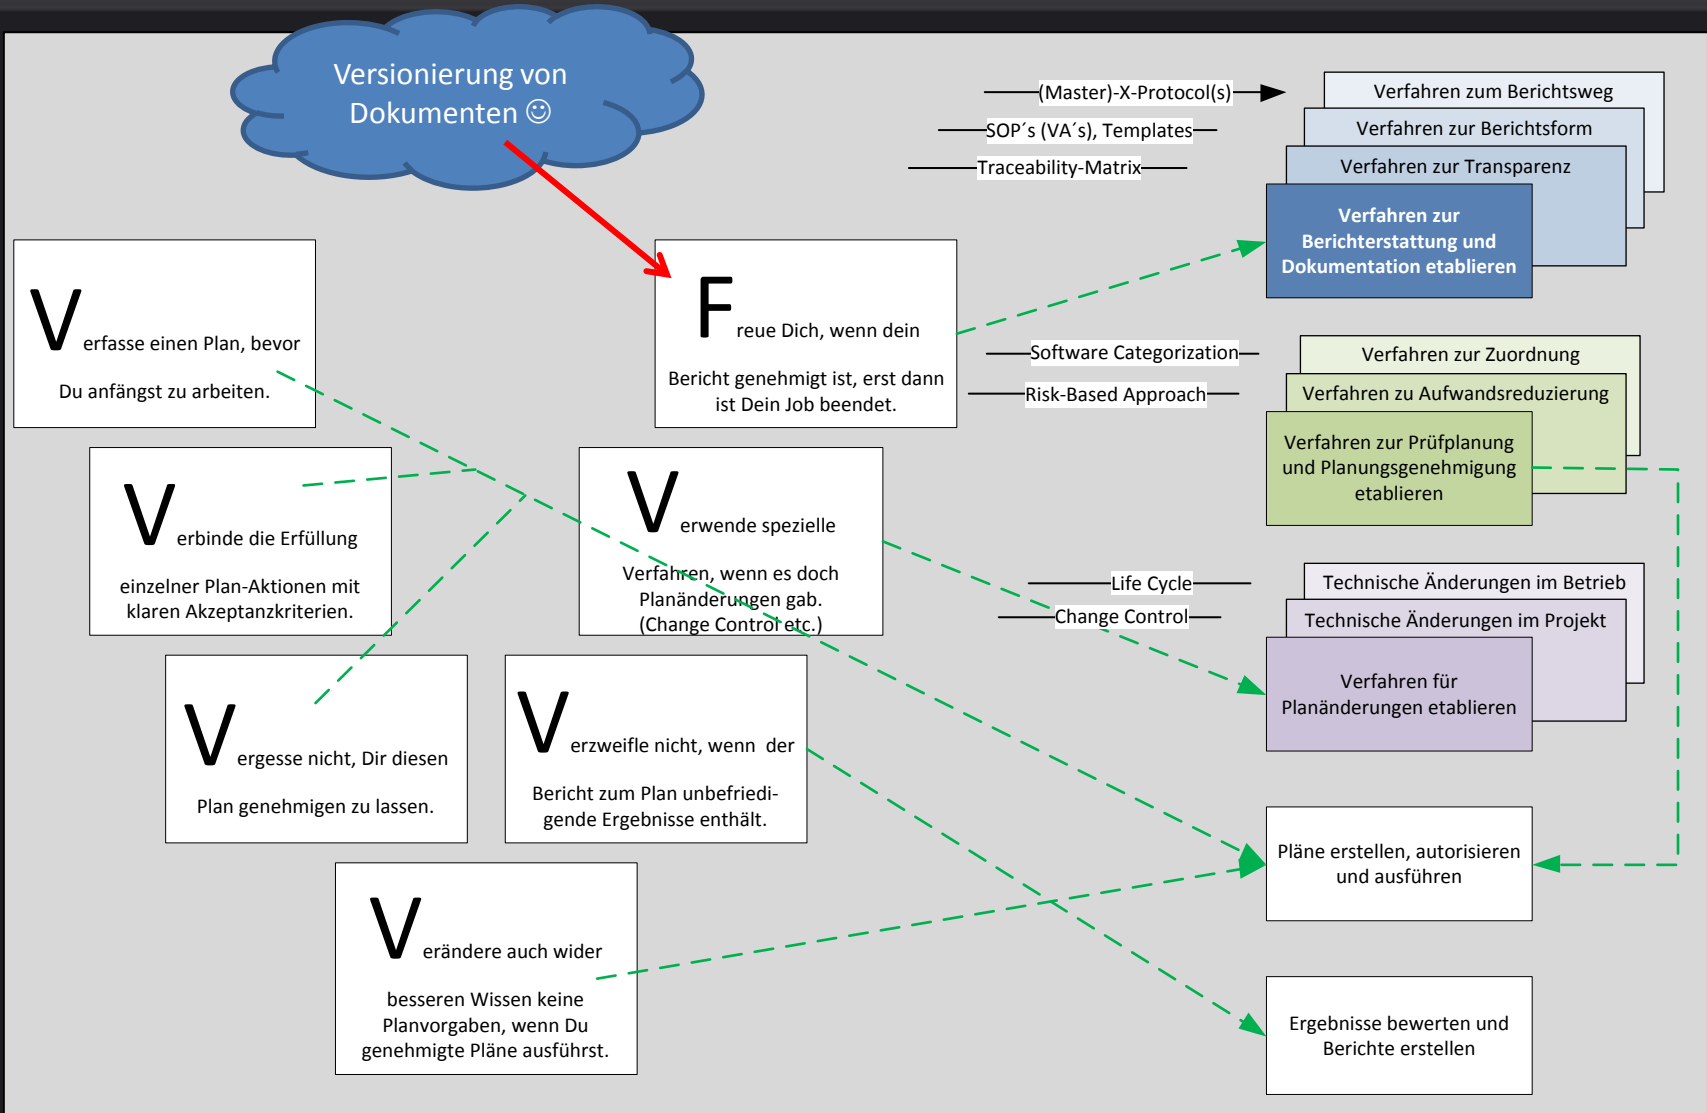 Versionierung von
Dokumenten ☺
(Master)-X-Protocol(s)
SOP´s (VA´s), Templates
Traceability-Matrix
Verfahren zum Berichtsweg
Verfahren zur Berichtsform
Verfahren zur Transparenz
Verfahren zur
Berichterstattung und
Dokumentation etablieren
Verfasse einen Plan, bevor
Du anfängst zu arbeiten.
Freue Dich, wenn dein
Bericht genehmigt ist, erst dann
ist Dein Job beendet.
Software Categorization
Risk-Based Approach
Verfahren zur Zuordnung
Verfahren zu Aufwandsreduzierung
Verfahren zur Prüfplanung
und Planungsgenehmigung
etablieren
Verbinde die Erfüllung
einzelner Plan-Aktionen mit
klaren Akzeptanzkriterien.
Verwende spezielle
Verfahren, wenn es doch
Planänderungen gab.
(Change Control etc.)
Life Cycle
Change Control
Technische Änderungen im Betrieb
Technische Änderungen im Projekt
Verfahren für
Planänderungen etablieren
Vergesse nicht, Dir diesen
Plan genehmigen zu lassen.
Verzweifle nicht, wenn der
Bericht zum Plan unbefriedi-
gende Ergebnisse enthält.
Pläne erstellen, autorisieren
und ausführen
Verändere auch wider
besseren Wissen keine
Planvorgaben, wenn Du
genehmigte Pläne ausführst.
Ergebnisse bewerten und
Berichte erstellen